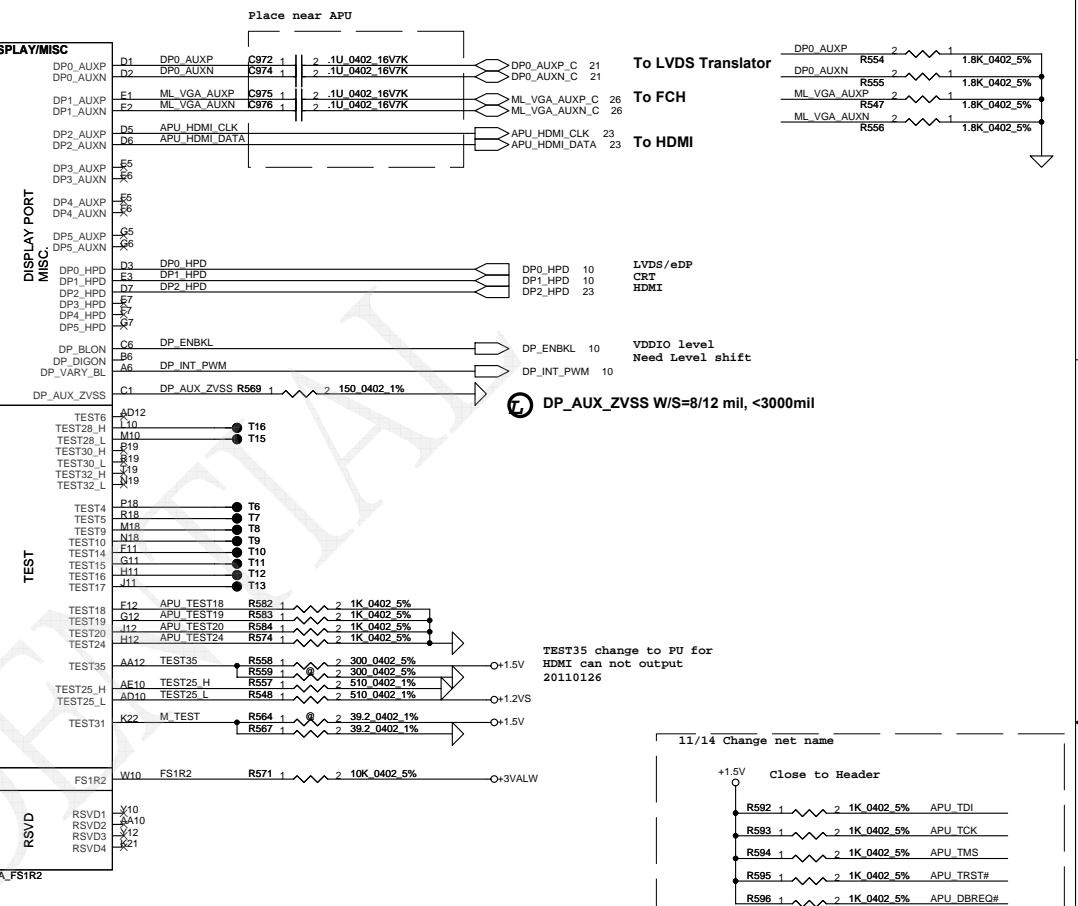 Place near APU
SPLAY/MISC
DP0_AUXP D1 DP0_AUXP C972 1 2 .1U_0402_16V7K DP0_AUXP_C 21
DP0_AUXN D2 DP0_AUXN C974 1 2 .1U_0402_16V7K DP0_AUXN_C 21
To LVDS Translator
DP1_AUXP E1 ML_VGA_AUXP C975 1 2 .1U_0402_16V7K ML_VGA_AUXP_C 26
DP1_AUXN E2 ML_VGA_AUXN C976 1 2 .1U_0402_16V7K ML_VGA_AUXN_C 26
To FCH
DP2_AUXP D5 APU_HDMI_CLK APU_HDMI_CLK 23
DP2_AUXN D6 APU_HDMI_DATA APU_HDMI_DATA 23
To HDMI
DP0_AUXP 2 1
R554 1.8K_0402_5%
DP0_AUXN 2 1
R555 1.8K_0402_5%
ML_VGA_AUXP 2 1
R547 1.8K_0402_5%
ML_VGA_AUXN 2 1
R556 1.8K_0402_5%
DP3_AUXP E5
DP3_AUXN E6
DP4_AUXP F5
DP4_AUXN F6
DP5_AUXP G5
DP5_AUXN G6
DISPLAY PORT
MISC.
DP0_HPD D3 DP0_HPD DP0_HPD 10 LVDS/eDP
DP1_HPD E3 DP1_HPD DP1_HPD 10 CRT
DP2_HPD D7 DP2_HPD DP2_HPD 23 HDMI
DP3_HPD E7
DP4_HPD F7
DP5_HPD G7
DP_BLON C6 DP_ENBKL DP_ENBKL 10
DP_DIGON B6
DP_VARY_BL A6 DP_INT_PWM DP_INT_PWM 10
VDDIO level
Need Level shift
DP_AUX_ZVSS C1 DP_AUX_ZVSS R569 1 2 150_0402_1%
DP_AUX_ZVSS W/S=8/12 mil, <3000mil
TEST6 AD12
TEST28_H L10 T16
TEST28_L M10 T15
TEST30_H P19
TEST30_L R19
TEST32_H T19
TEST32_L N19
TEST
TEST4 P18 T6
TEST5 R18 T7
TEST9 M18 T8
TEST10 N18 T9
TEST14 F11 T10
TEST15 G11 T11
TEST16 H11 T12
TEST17 J11 T13
TEST18 F12 APU_TEST18 R582 1 2 1K_0402_5%
TEST19 G12 APU_TEST19 R583 1 2 1K_0402_5%
TEST20 J12 APU_TEST20 R584 1 2 1K_0402_5%
TEST24 H12 APU_TEST24 R574 1 2 1K_0402_5%
TEST35 AA12 TEST35 R558 1 2 300_0402_5% +1.5V
R559 1 @ 2 300_0402_5%
TEST25_H AE10 TEST25_H R557 1 2 510_0402_1%
TEST25_L AD10 TEST25_L R548 1 2 510_0402_1% +1.2VS
TEST35 change to PU for
HDMI can not output
20110126
TEST31 K22 M_TEST R564 1 @ 2 39.2_0402_1% +1.5V
R567 1 2 39.2_0402_1%
FS1R2 W10 FS1R2 R571 1 2 10K_0402_5% +3VALW
RSVD
RSVD1 Y10
RSVD2 AA10
RSVD3 Y12
RSVD4 K21
A_FS1R2
11/14 Change net name
+1.5V
Close to Header
R592 1 2 1K_0402_5% APU_TDI
R593 1 2 1K_0402_5% APU_TCK
R594 1 2 1K_0402_5% APU_TMS
R595 1 2 1K_0402_5% APU_TRST#
R596 1 2 1K_0402_5% APU_DBREQ#